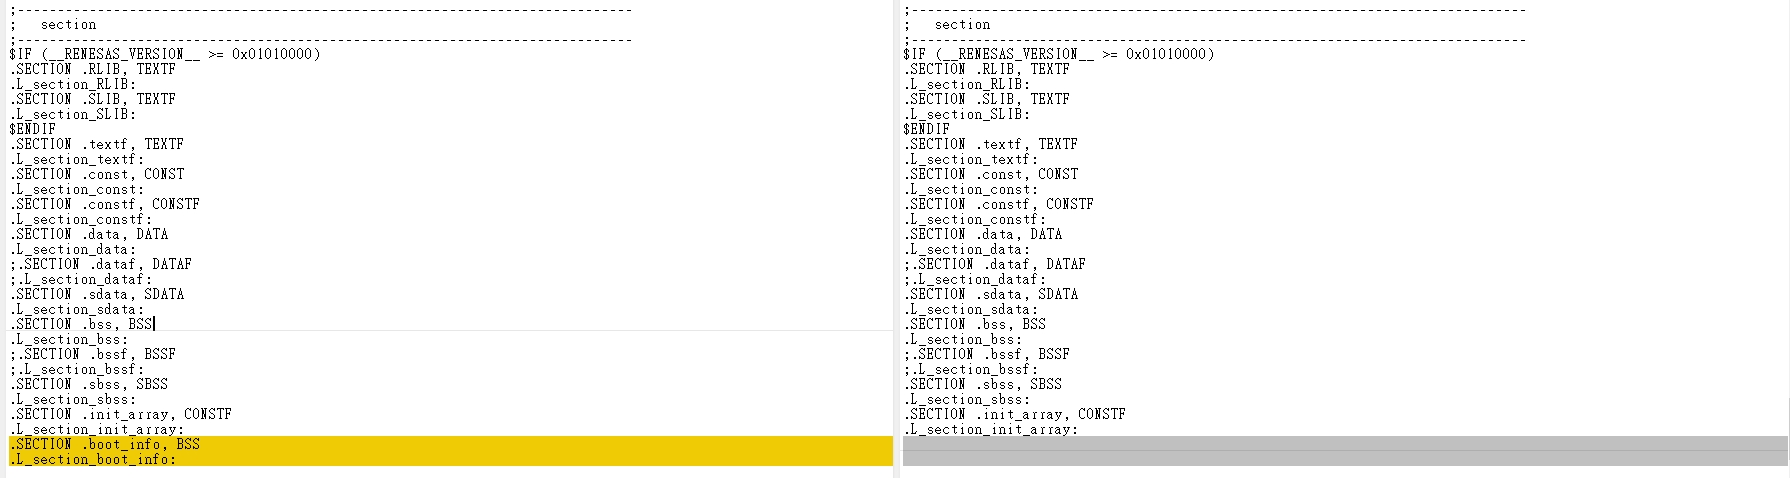 ;-----------------------------------------------------------------------------
;   section
;-----------------------------------------------------------------------------
$IF (__RENESAS_VERSION__ >= 0x01010000)
.SECTION .RLIB, TEXTF
.L_section_RLIB:
.SECTION .SLIB, TEXTF
.L_section_SLIB:
$ENDIF
.SECTION .textf, TEXTF
.L_section_textf:
.SECTION .const, CONST
.L_section_const:
.SECTION .constf, CONSTF
.L_section_constf:
.SECTION .data, DATA
.L_section_data:
;.SECTION .dataf, DATAF
;.L_section_dataf:
.SECTION .sdata, SDATA
.L_section_sdata:
.SECTION .bss, BSS
.L_section_bss:
;.SECTION .bssf, BSSF
;.L_section_bssf:
.SECTION .sbss, SBSS
.L_section_sbss:
.SECTION .init_array, CONSTF
.L_section_init_array:
.SECTION .boot_info, BSS
.L_section_boot_info:
;-----------------------------------------------------------------------------
;   section
;-----------------------------------------------------------------------------
$IF (__RENESAS_VERSION__ >= 0x01010000)
.SECTION .RLIB, TEXTF
.L_section_RLIB:
.SECTION .SLIB, TEXTF
.L_section_SLIB:
$ENDIF
.SECTION .textf, TEXTF
.L_section_textf:
.SECTION .const, CONST
.L_section_const:
.SECTION .constf, CONSTF
.L_section_constf:
.SECTION .data, DATA
.L_section_data:
;.SECTION .dataf, DATAF
;.L_section_dataf:
.SECTION .sdata, SDATA
.L_section_sdata:
.SECTION .bss, BSS
.L_section_bss:
;.SECTION .bssf, BSSF
;.L_section_bssf:
.SECTION .sbss, SBSS
.L_section_sbss:
.SECTION .init_array, CONSTF
.L_section_init_array: